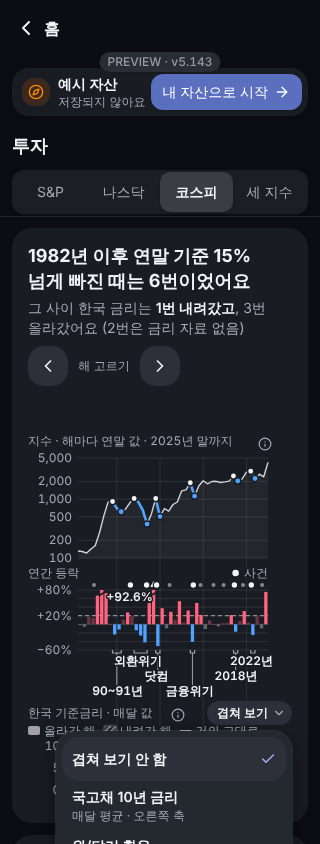 홈
PREVIEW · v5.143
예시 자산
저장되지 않아요
내 자산으로 시작
투자
S&P
나스닥
코스피
세 지수
1982년 이후 연말 기준 15%
넘게 빠진 때는 6번이었어요
그 사이 한국 금리는 1번 내려갔고, 3번
올라갔어요 (2번은 금리 자료 없음)
해 고르기
지수 · 해마다 연말 값 · 2025년 말까지
5,000
2,000
1,000
500
200
100
연간 등락
사건
+80%
+92.6%
+20%
−60%
외환위기
2022년
닷컴
2018년
90~91년
금융위기
한국 기준금리 · 매달 값
겹쳐 보기
겹쳐 보기 안 함
국고채 10년 금리
매달 평균 · 오른쪽 축